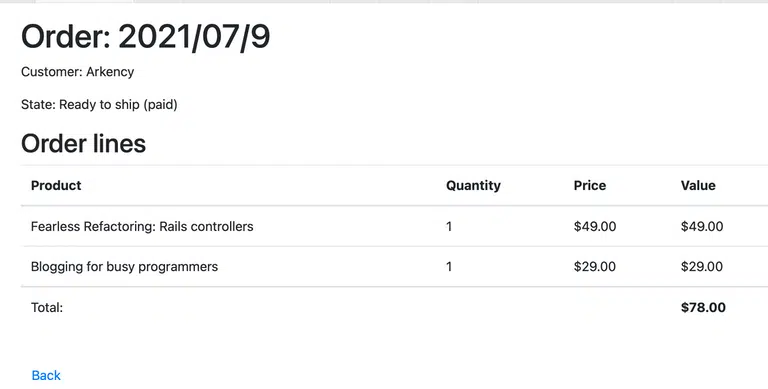 Order: 2021/07/9
Customer: Arkency
State: Ready to ship (paid)
Order lines
Product Quantity Price Value
Fearless Refactoring: Rails controllers 1 $49.00 $49.00
Blogging for busy programmers 1 $29.00 $29.00
Total: $78.00
Back